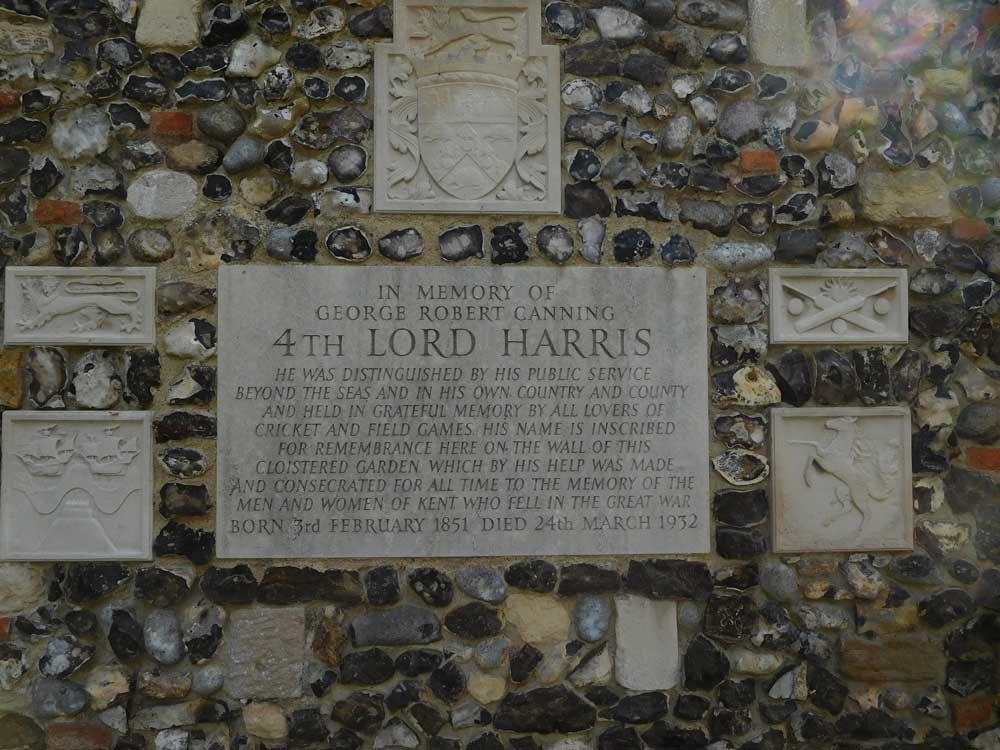 IN MEMORY OF
GEORGE ROBERT CANNING
4TH LORD HARRIS
HE WAS DISTINGUISHED BY HIS PUBLIC SERVICE
BEYOND THE SEAS AND IN HIS OWN COUNTRY AND COUNTY
AND HELD IN GRATEFUL MEMORY BY ALL LOVERS OF
CRICKET AND FIELD GAMES. HIS NAME IS INSCRIBED
FOR REMEMBRANCE HERE ON THE WALL OF THIS
CLOISTERED GARDEN WHICH BY HIS HELP WAS MADE
AND CONSECRATED FOR ALL TIME TO THE MEMORY OF THE
MEN AND WOMEN OF KENT WHO FELL IN THE GREAT WAR
BORN 3rd FEBRUARY 1851 DIED 24th MARCH 1932